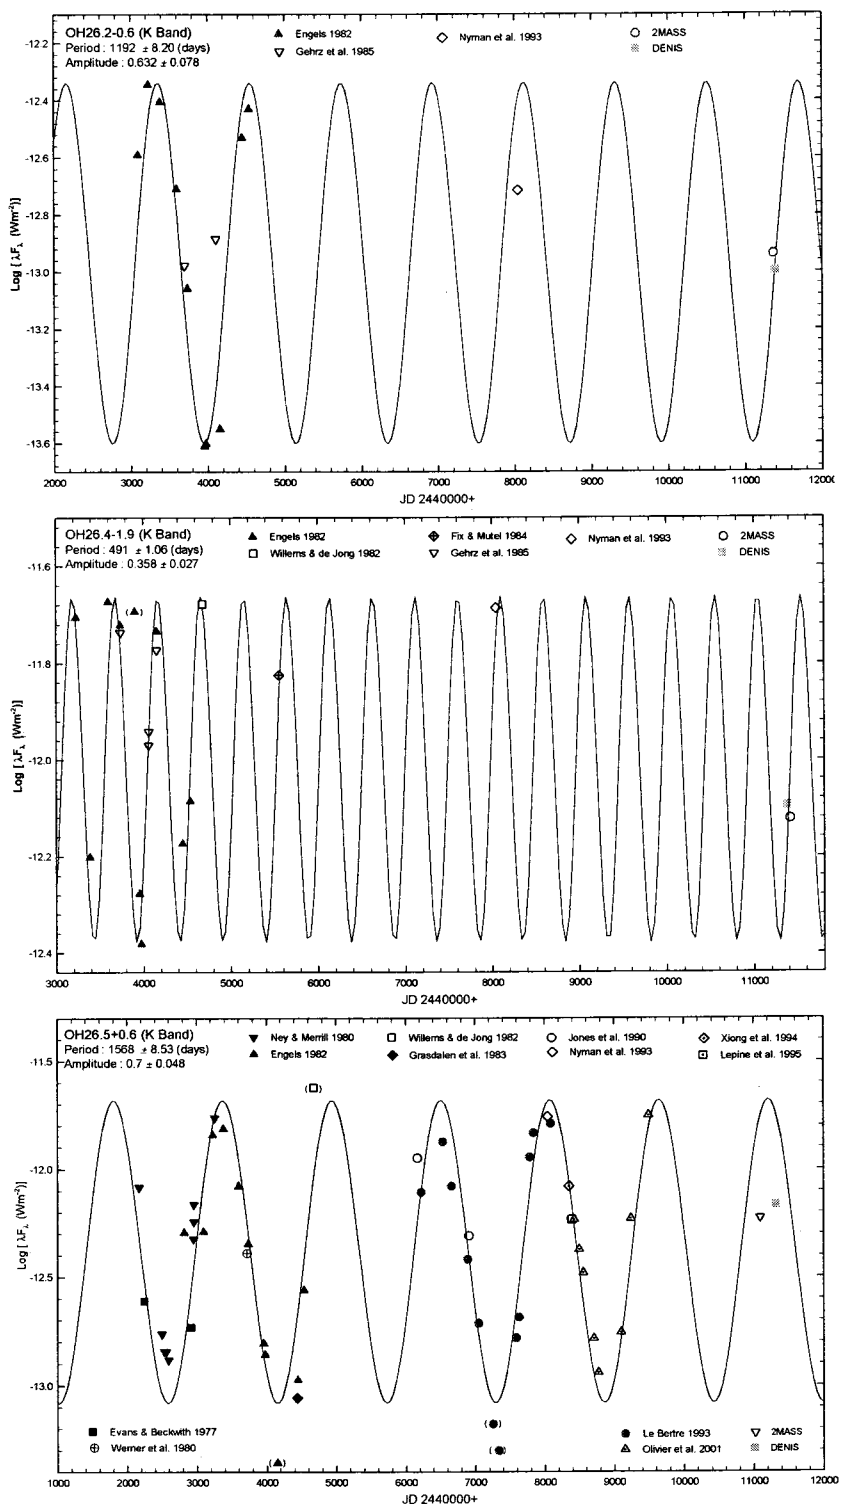 OH26.2-0.6 (K Band)
Period : 1192 ± 8.20 (days)
Amplitude : 0.632 ± 0.078
Engels 1982
Gehrz et al. 1985
Nyman et al. 1993
2MASS
DENIS
-12.2
-12.4
-12.6
-12.8
-13.0
-13.2
-13.4
-13.6
Log [ λFλ (Wm-2)]
2000 3000 4000 5000 6000 7000 8000 9000 10000 11000 12000
JD 2440000+
OH26.4-1.9 (K Band)
Period : 491 ± 1.06 (days)
Amplitude : 0.358 ± 0.027
Engels 1982
Willems & de Jong 1982
Fix & Mutel 1984
Gehrz et al. 1985
Nyman et al. 1993
2MASS
DENIS
-11.6
-11.8
-12.0
-12.2
-12.4
Log [ λFλ (Wm-2)]
3000 4000 5000 6000 7000 8000 9000 10000 11000
JD 2440000+
OH26.5+0.6 (K Band)
Period : 1568 ± 8.53 (days)
Amplitude : 0.7 ± 0.048
Ney & Merrill 1980
Engels 1982
Willems & de Jong 1982
Grasdalen et al. 1983
Jones et al. 1990
Nyman et al. 1993
Xiong et al. 1994
Lepine et al. 1995
-11.5
-12.0
-12.5
-13.0
Log [ λFλ (Wm-2)]
Evans & Beckwith 1977
Werner et al. 1980
Le Bertre 1993
Olivier et al. 2001
2MASS
DENIS
1000 2000 3000 4000 5000 6000 7000 8000 9000 10000 11000 12000
JD 2440000+